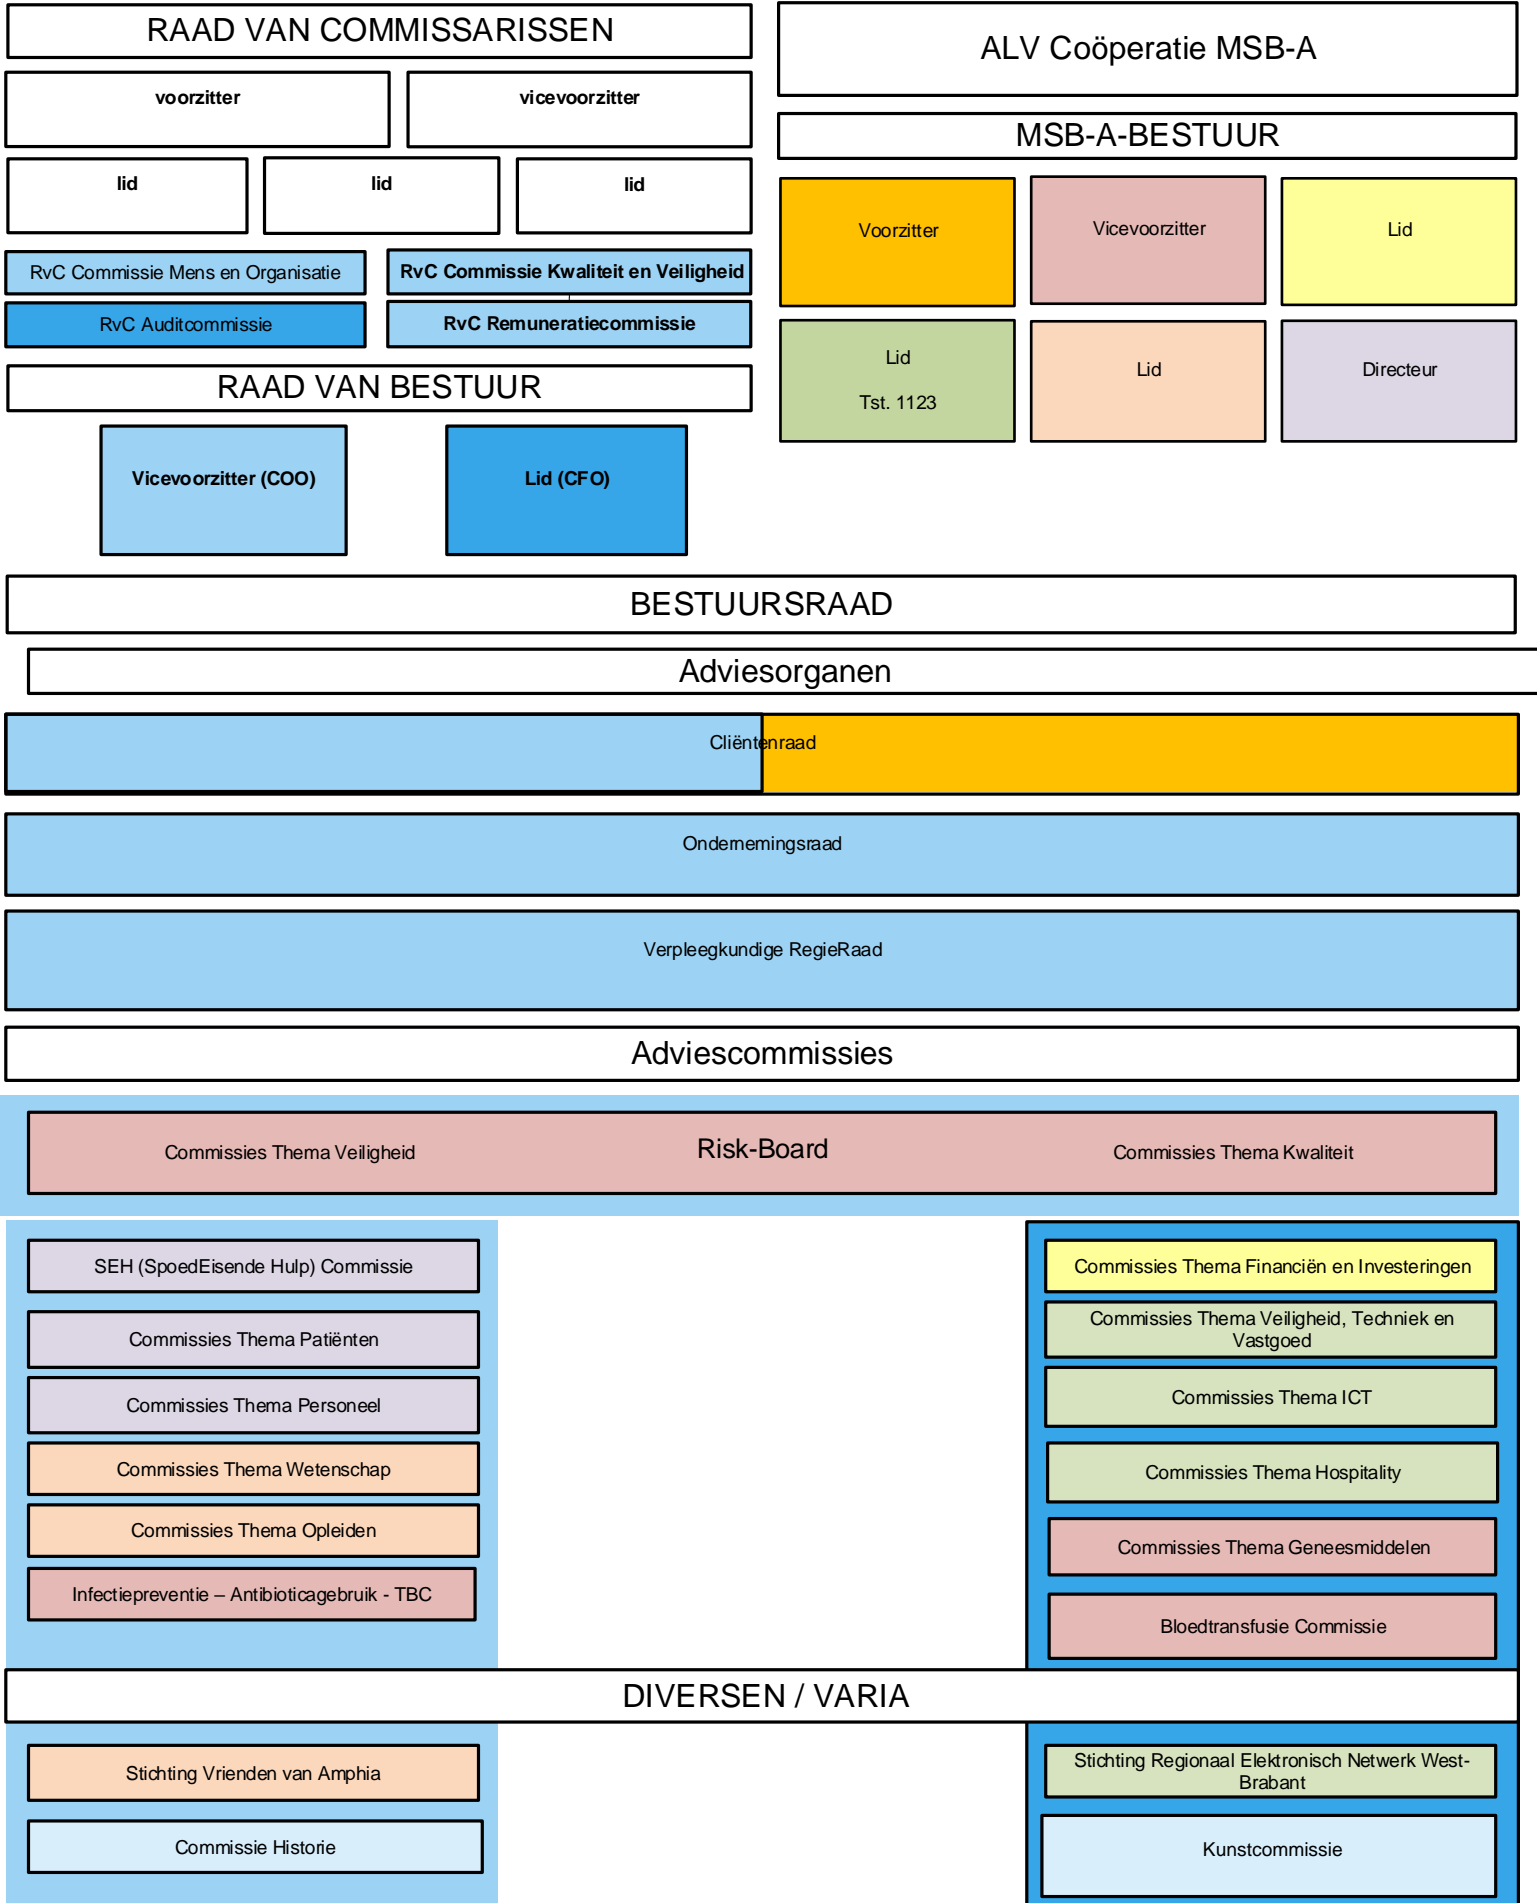 RAAD VAN COMMISSARISSEN
voorzitter
vicevoorzitter
lid
lid
lid
RvC Commissie Mens en Organisatie
RvC Commissie Kwaliteit en Veiligheid
RvC Auditcommissie
RvC Remuneratiecommissie
RAAD VAN BESTUUR
Vicevoorzitter (COO)
Lid (CFO)
ALV Coöperatie MSB-A
MSB-A-BESTUUR
Voorzitter
Vicevoorzitter
Lid
Lid
Tst. 1123
Lid
Directeur
BESTUURSRAAD
Adviesorganen
Cliëntenraad
Ondernemingsraad
Verpleegkundige RegieRaad
Adviescommissies
Commissies Thema Veiligheid
Risk-Board
Commissies Thema Kwaliteit
SEH (SpoedEisende Hulp) Commissie
Commissies Thema Patiënten
Commissies Thema Personeel
Commissies Thema Wetenschap
Commissies Thema Opleiden
Infectiepreventie – Antibioticagebruik - TBC
Commissies Thema Financiën en Investeringen
Commissies Thema Veiligheid, Techniek en
Vastgoed
Commissies Thema ICT
Commissies Thema Hospitality
Commissies Thema Geneesmiddelen
Bloedtransfusie Commissie
DIVERSEN / VARIA
Stichting Vrienden van Amphia
Commissie Historie
Stichting Regionaal Elektronisch Netwerk West-
Brabant
Kunstcommissie